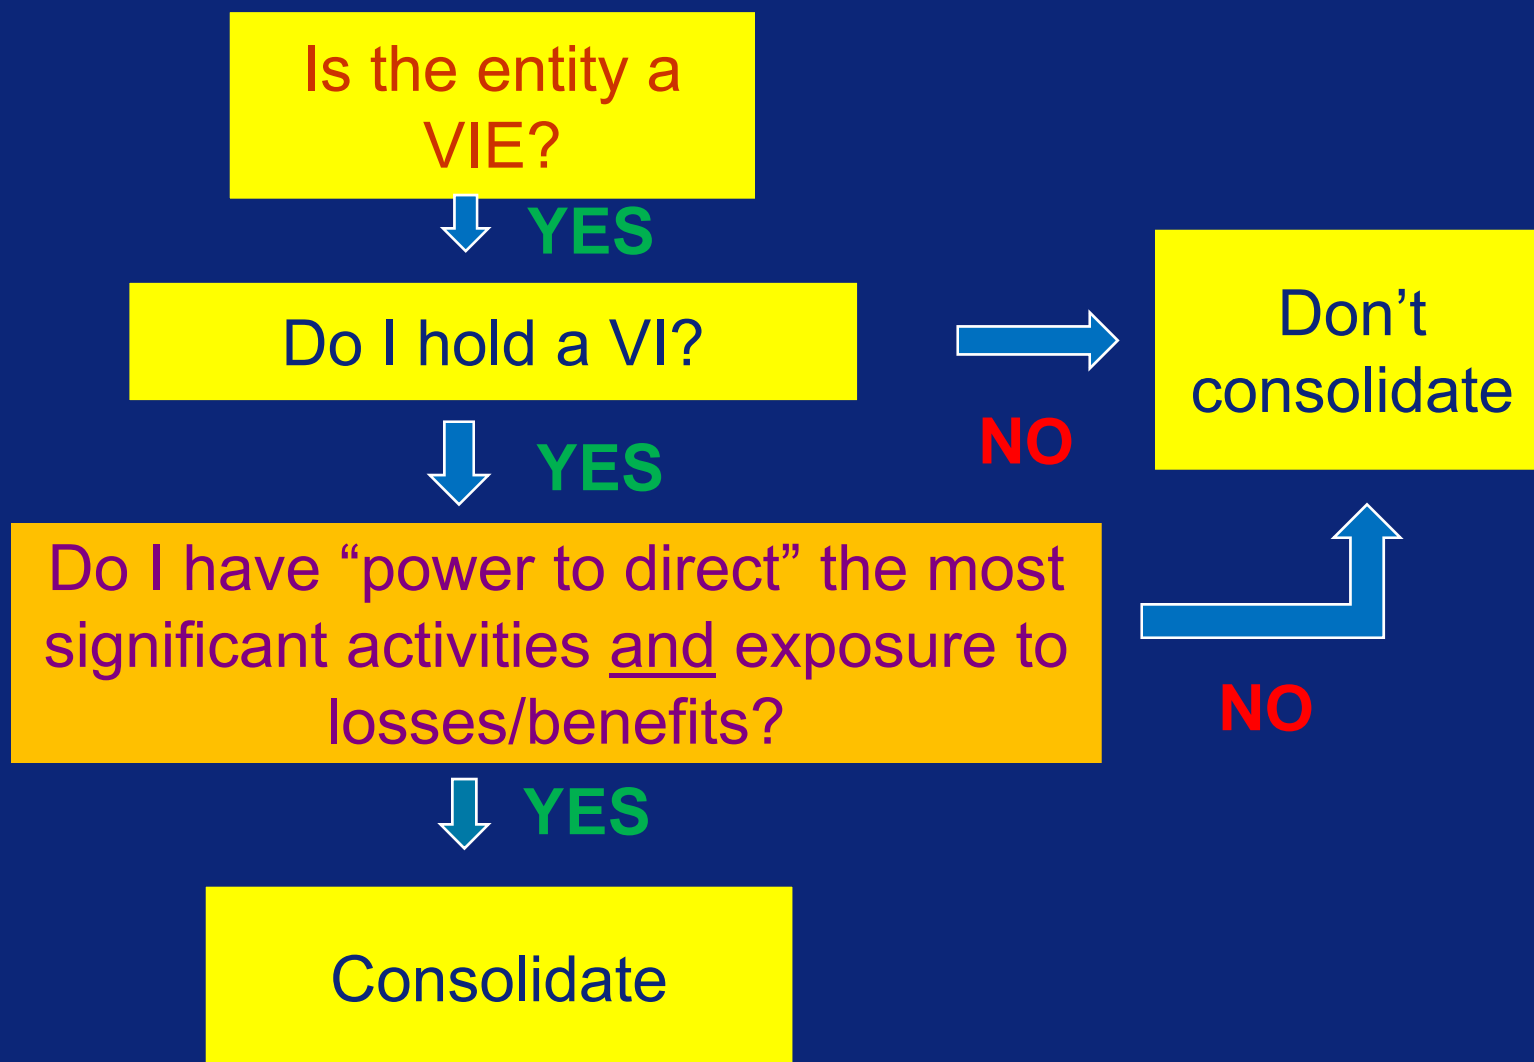 Is the entity a
VIE?
YES
Do I hold a VI?
NO
Don’t
consolidate
YES
Do I have “power to direct” the most
significant activities and exposure to
losses/benefits?
NO
YES
Consolidate